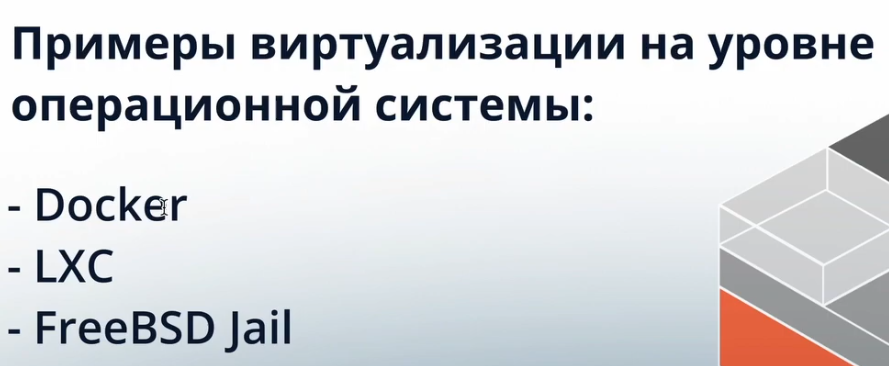 Примеры виртуализации на уровне
операционной системы:
- Docker
- LXC
- FreeBSD Jail